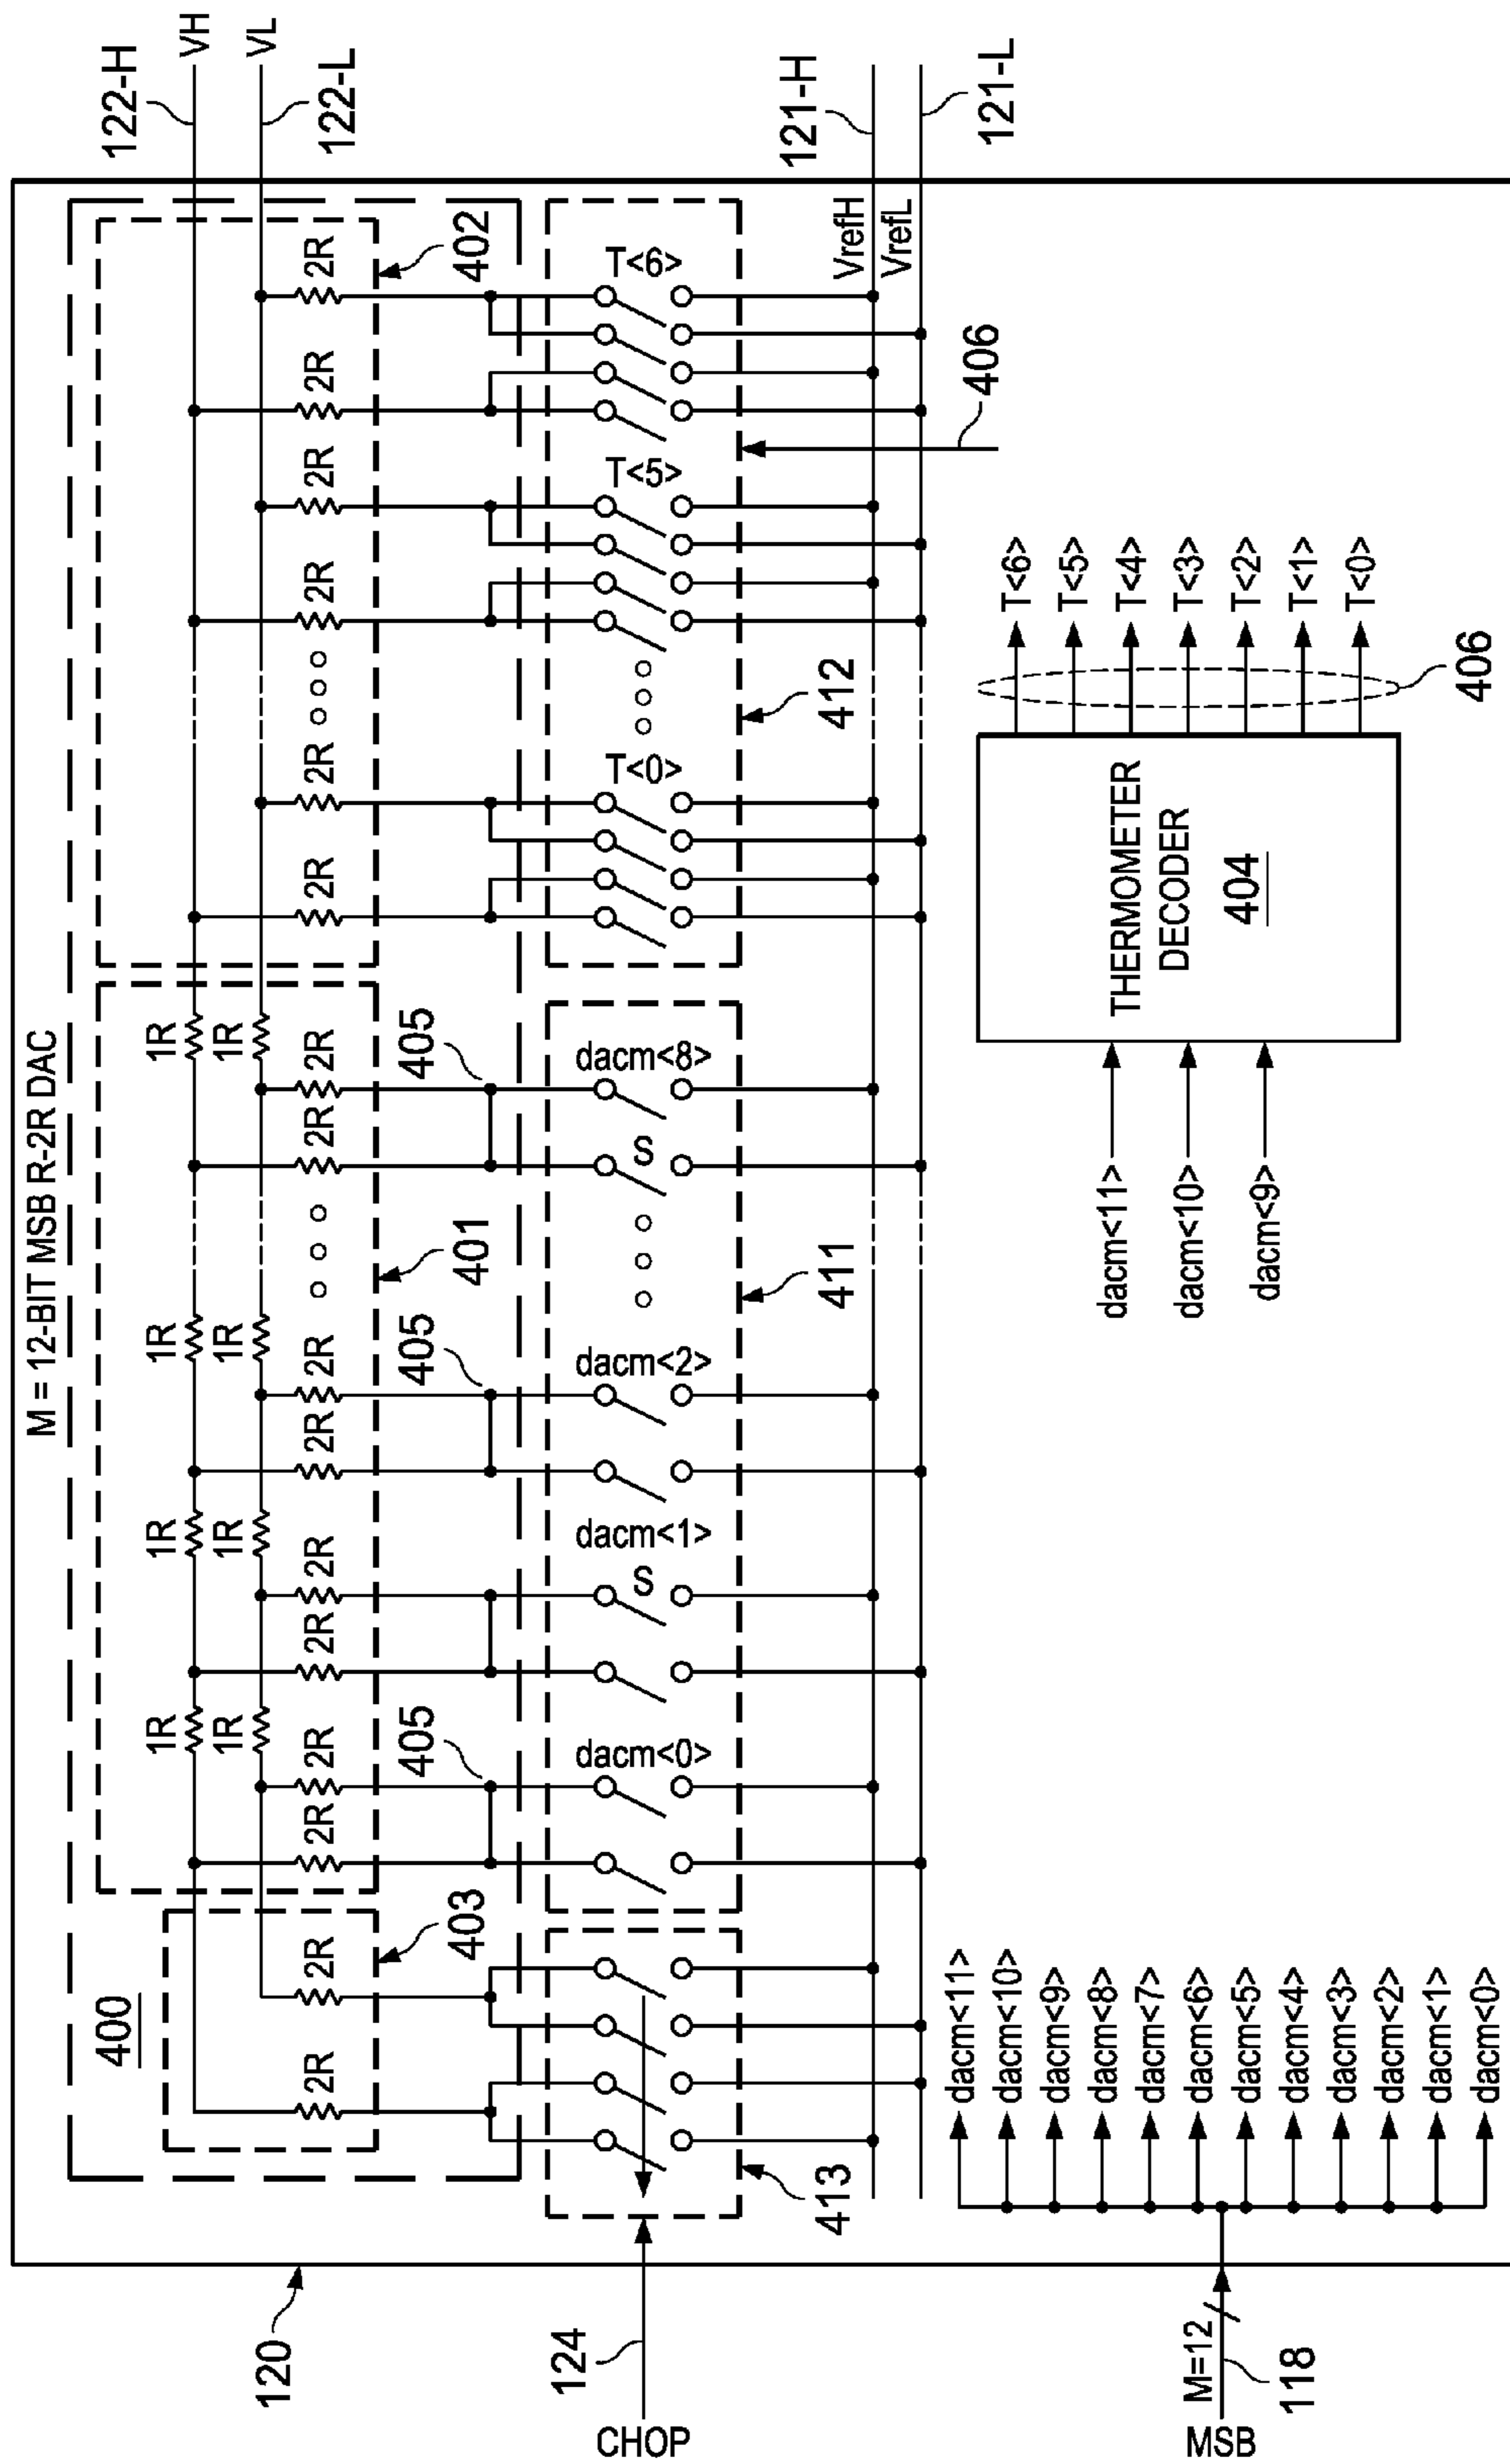 M = 12-BIT MSB R-2R DAC
120
400
1R 1R 1R 1R
1R 1R 1R 1R
122-H
VH
VL
122-L
2R 2R 2R 2R 2R 2R 2R 2R 2R 2R 2R 2R 2R 2R 2R 2R
403
401
402
405 405 405
dacm<0> dacm<1> dacm<2> dacm<8> T<0> T<5> T<6>
S S
124
CHOP
413
411
412
VrefH
VrefL
121-H
121-L
406
M=12
118
MSB
dacm<11>
dacm<10>
dacm<9>
dacm<8>
dacm<7>
dacm<6>
dacm<5>
dacm<4>
dacm<3>
dacm<2>
dacm<1>
dacm<0>
dacm<11>
dacm<10>
dacm<9>
THERMOMETER
DECODER
404
T<6>
T<5>
T<4>
T<3>
T<2>
T<1>
T<0>
406